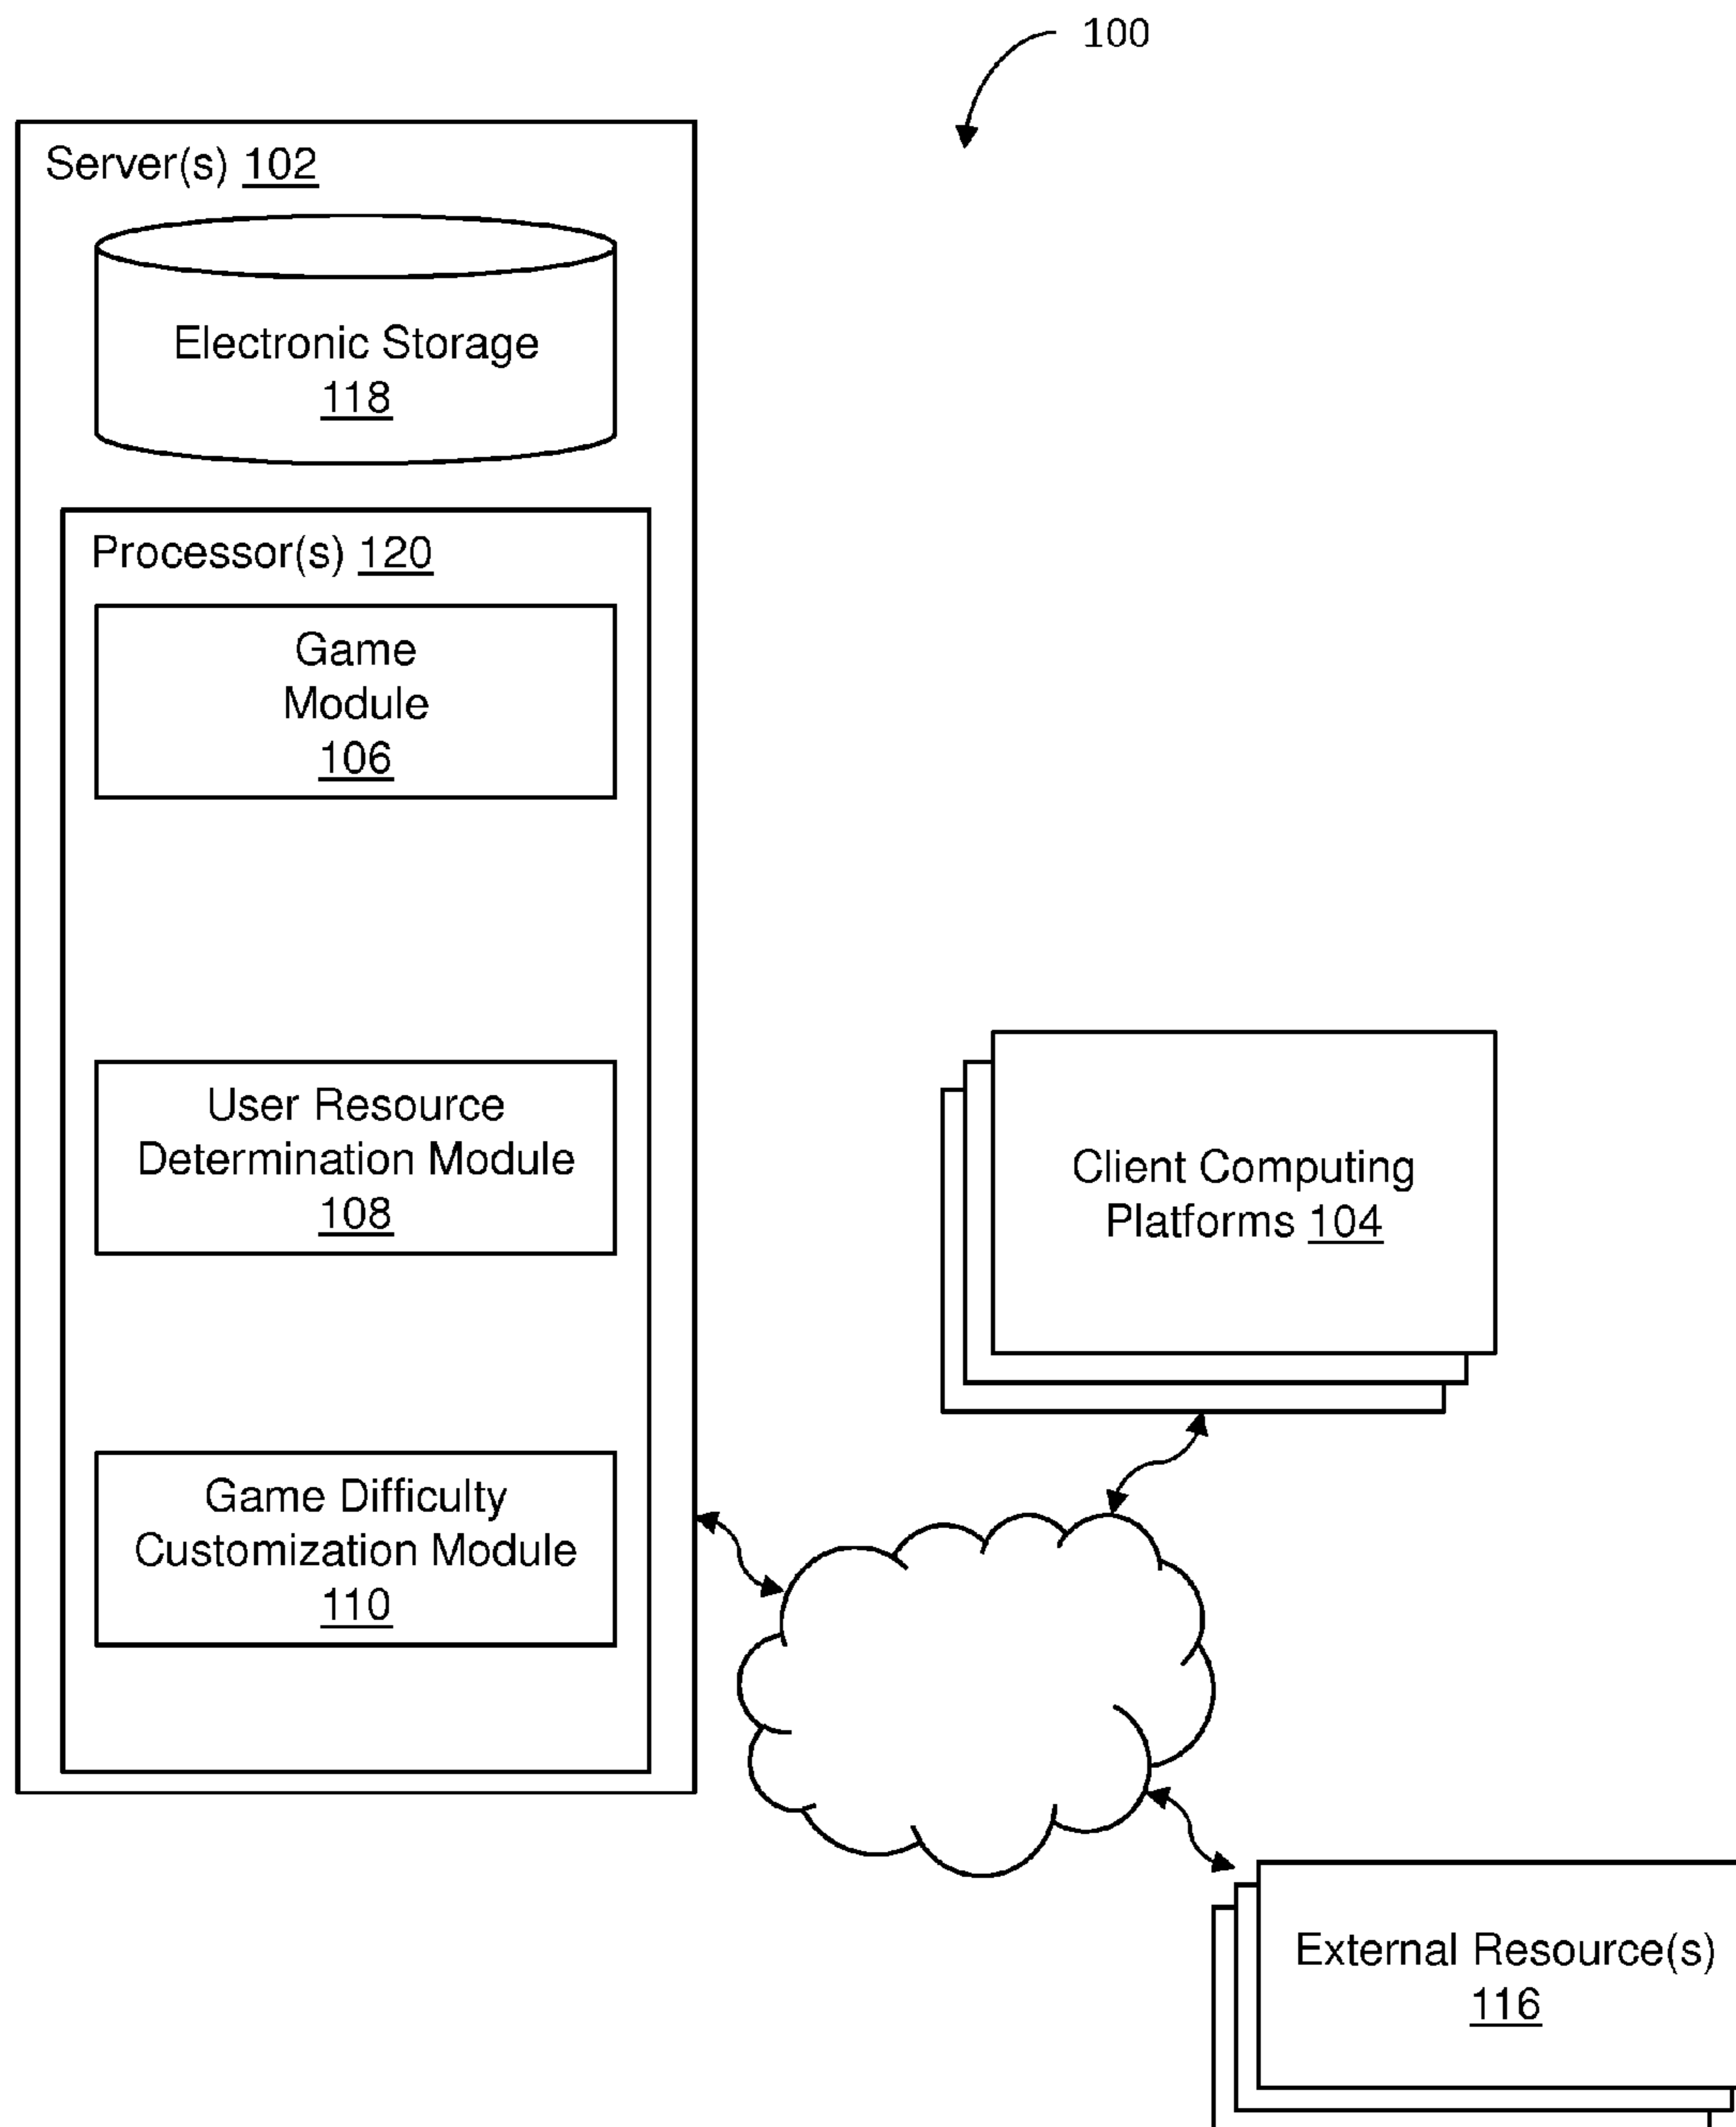 100
Server(s) 102
Electronic Storage
118
Processor(s) 120
Game
Module
106
User Resource
Determination Module
108
Client Computing
Platforms 104
Game Difficulty
Customization Module
110
External Resource(s)
116